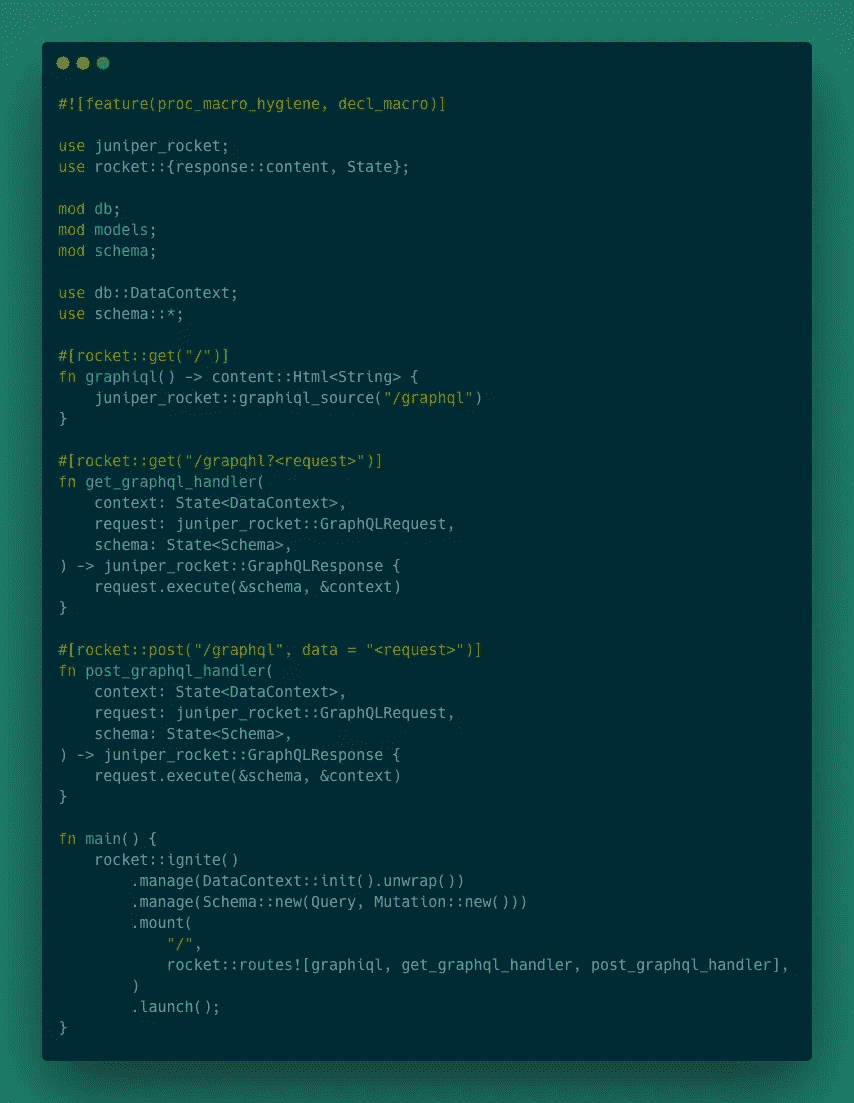 #![feature(proc_macro_hygiene, decl_macro)]
use juniper_rocket;
use rocket::{response::content, State};
mod db;
mod models;
mod schema;
use db::DataContext;
use schema::*;
#[rocket::get("/")]
fn graphiql() -> content::Html<String> {
    juniper_rocket::graphiql_source("/graphql")
}
#[rocket::get("/grapqhl?<request>")]
fn get_graphql_handler(
    context: State<DataContext>,
    request: juniper_rocket::GraphQLRequest,
    schema: State<Schema>,
) -> juniper_rocket::GraphQLResponse {
    request.execute(&schema, &context)
}
#[rocket::post("/graphql", data = "<request>")]
fn post_graphql_handler(
    context: State<DataContext>,
    request: juniper_rocket::GraphQLRequest,
    schema: State<Schema>,
) -> juniper_rocket::GraphQLResponse {
    request.execute(&schema, &context)
}
fn main() {
    rocket::ignite()
        .manage(DataContext::init().unwrap())
        .manage(Schema::new(Query, Mutation::new()))
        .mount(
            "/",
            rocket::routes![graphiql, get_graphql_handler, post_graphql_handler],
        )
        .launch();
}